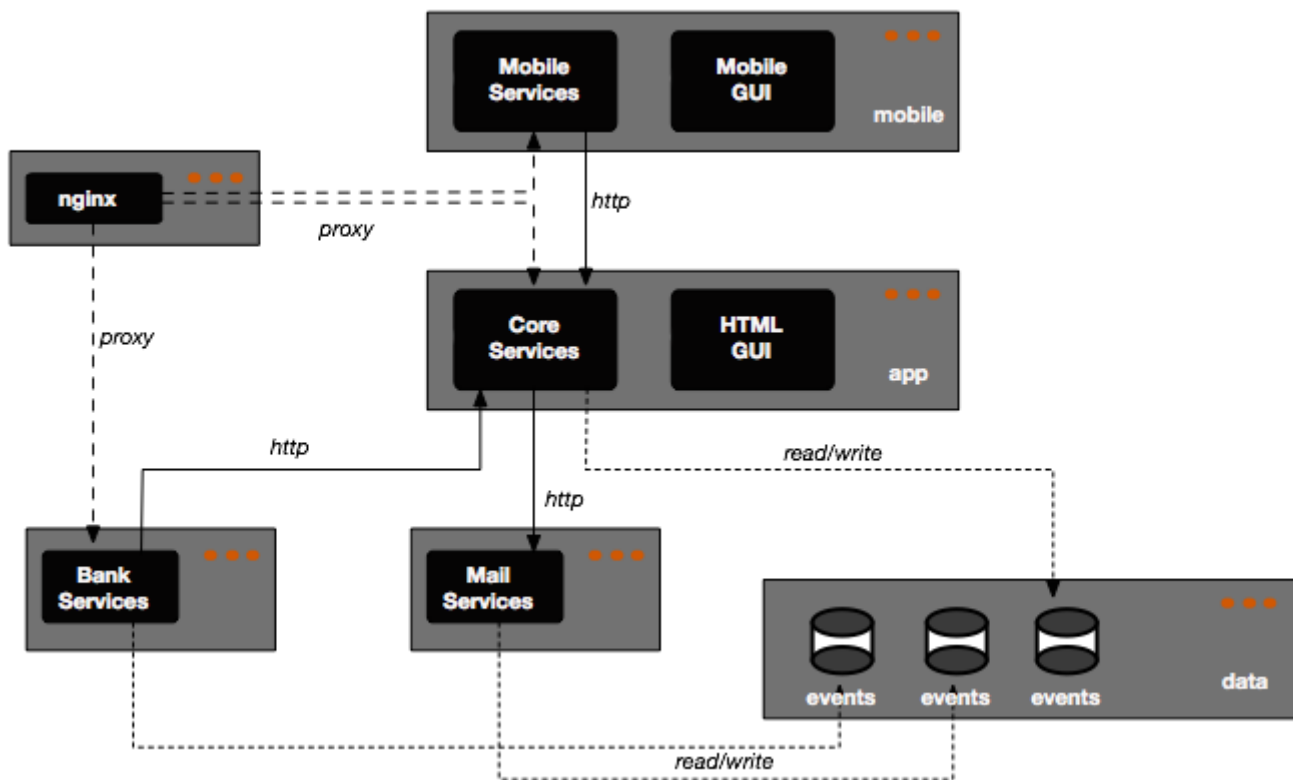 Mobile
Services
Mobile
GUI
mobile
nginx
http
proxy
Core
Services
HTML
GUI
app
proxy
http
read/write
http
Bank
Services
Mail
Services
events
events
events
data
read/write